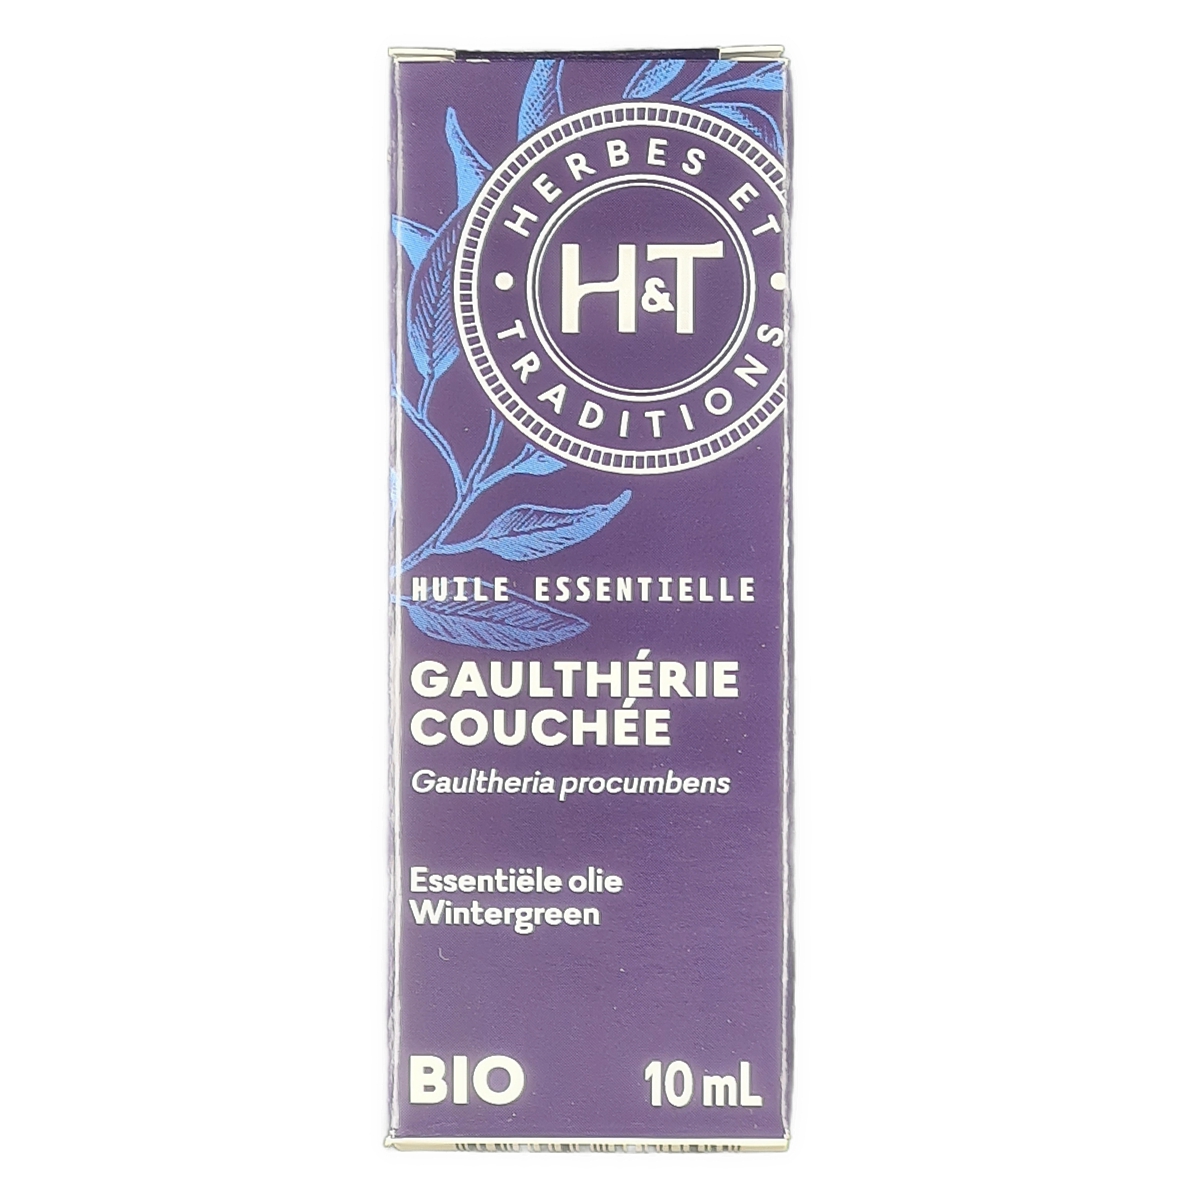 HERBES ET
TRADITIONS
H&T
HUILE ESSENTIELLE
GAULTHÉRIE
COUCHÉE
Gaultheria procumbens
Essentiële olie
Wintergreen
BIO
10 mL